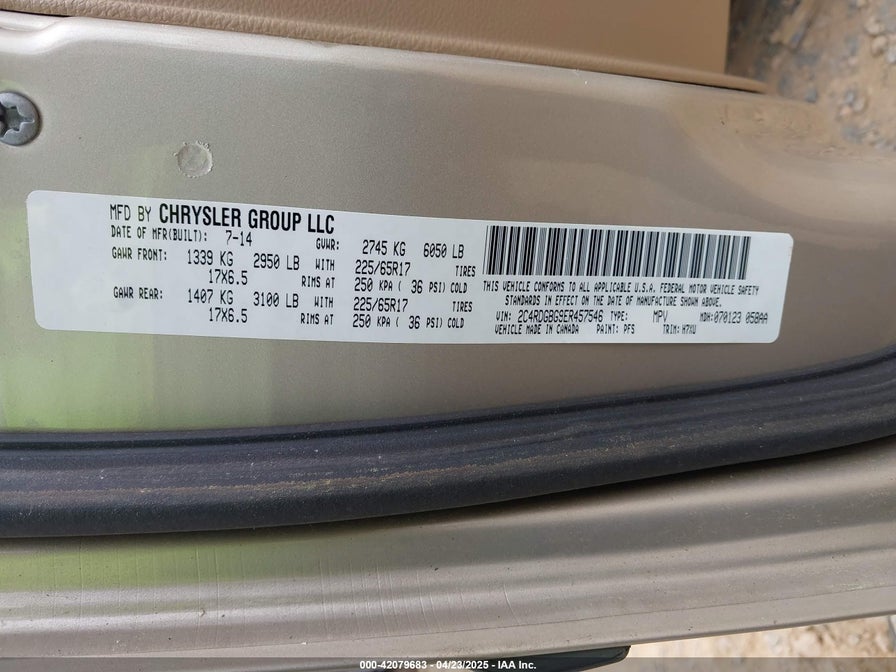 MFD BY CHRYSLER GROUP LLC
DATE OF MFR(BUILT): 7-14 GVWR: 2745 KG 6050 LB
GAWR FRONT: 1339 KG 2950 LB WITH 225/65R17 TIRES
17X6.5 RIMS AT 250 KPA ( 36 PSI) COLD
GAWR REAR: 1407 KG 3100 LB WITH 225/65R17 TIRES
17X6.5 RIMS AT 250 KPA ( 36 PSI) COLD
THIS VEHICLE CONFORMS TO ALL APPLICABLE U.S.A. FEDERAL MOTOR VEHICLE SAFETY
STANDARDS IN EFFECT ON THE DATE OF MANUFACTURE SHOWN ABOVE.
VIN: 2C4RDGBG9ER457546 TYPE: MPV MDH: 070123 05BAA
VEHICLE MADE IN CANADA PAINT: PFS TRIM: H7XU
000-42079683 - 04/23/2025 - IAA Inc.